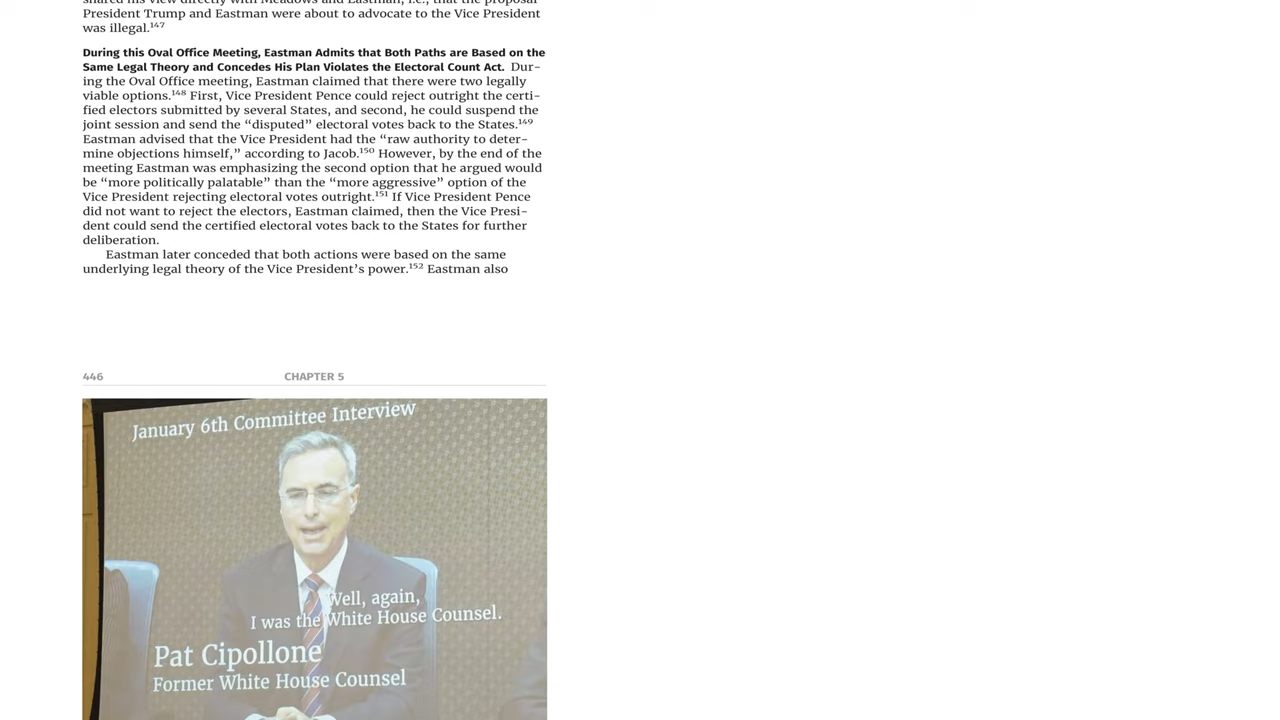 shared his view directly with Meadows and Eastman, i.e., that the proposal
President Trump and Eastman were about to advocate to the Vice President
was illegal.¹⁴⁷
During this Oval Office Meeting, Eastman Admits that Both Paths are Based on the
Same Legal Theory and Concedes His Plan Violates the Electoral Count Act. Dur-
ing the Oval Office meeting, Eastman claimed that there were two legally
viable options.¹⁴⁸ First, Vice President Pence could reject outright the certi-
fied electors submitted by several States, and second, he could suspend the
joint session and send the “disputed” electoral votes back to the States.¹⁴⁹
Eastman advised that the Vice President had the “raw authority to deter-
mine objections himself,” according to Jacob.¹⁵⁰ However, by the end of the
meeting Eastman was emphasizing the second option that he argued would
be “more politically palatable” than the “more aggressive” option of the
Vice President rejecting electoral votes outright.¹⁵¹ If Vice President Pence
did not want to reject the electors, Eastman claimed, then the Vice Presi-
dent could send the certified electoral votes back to the States for further
deliberation.
Eastman later conceded that both actions were based on the same
underlying legal theory of the Vice President’s power.¹⁵² Eastman also
446 CHAPTER 5
January 6th Committee Interview
Well, again,
I was the White House Counsel.
Pat Cipollone
Former White House Counsel